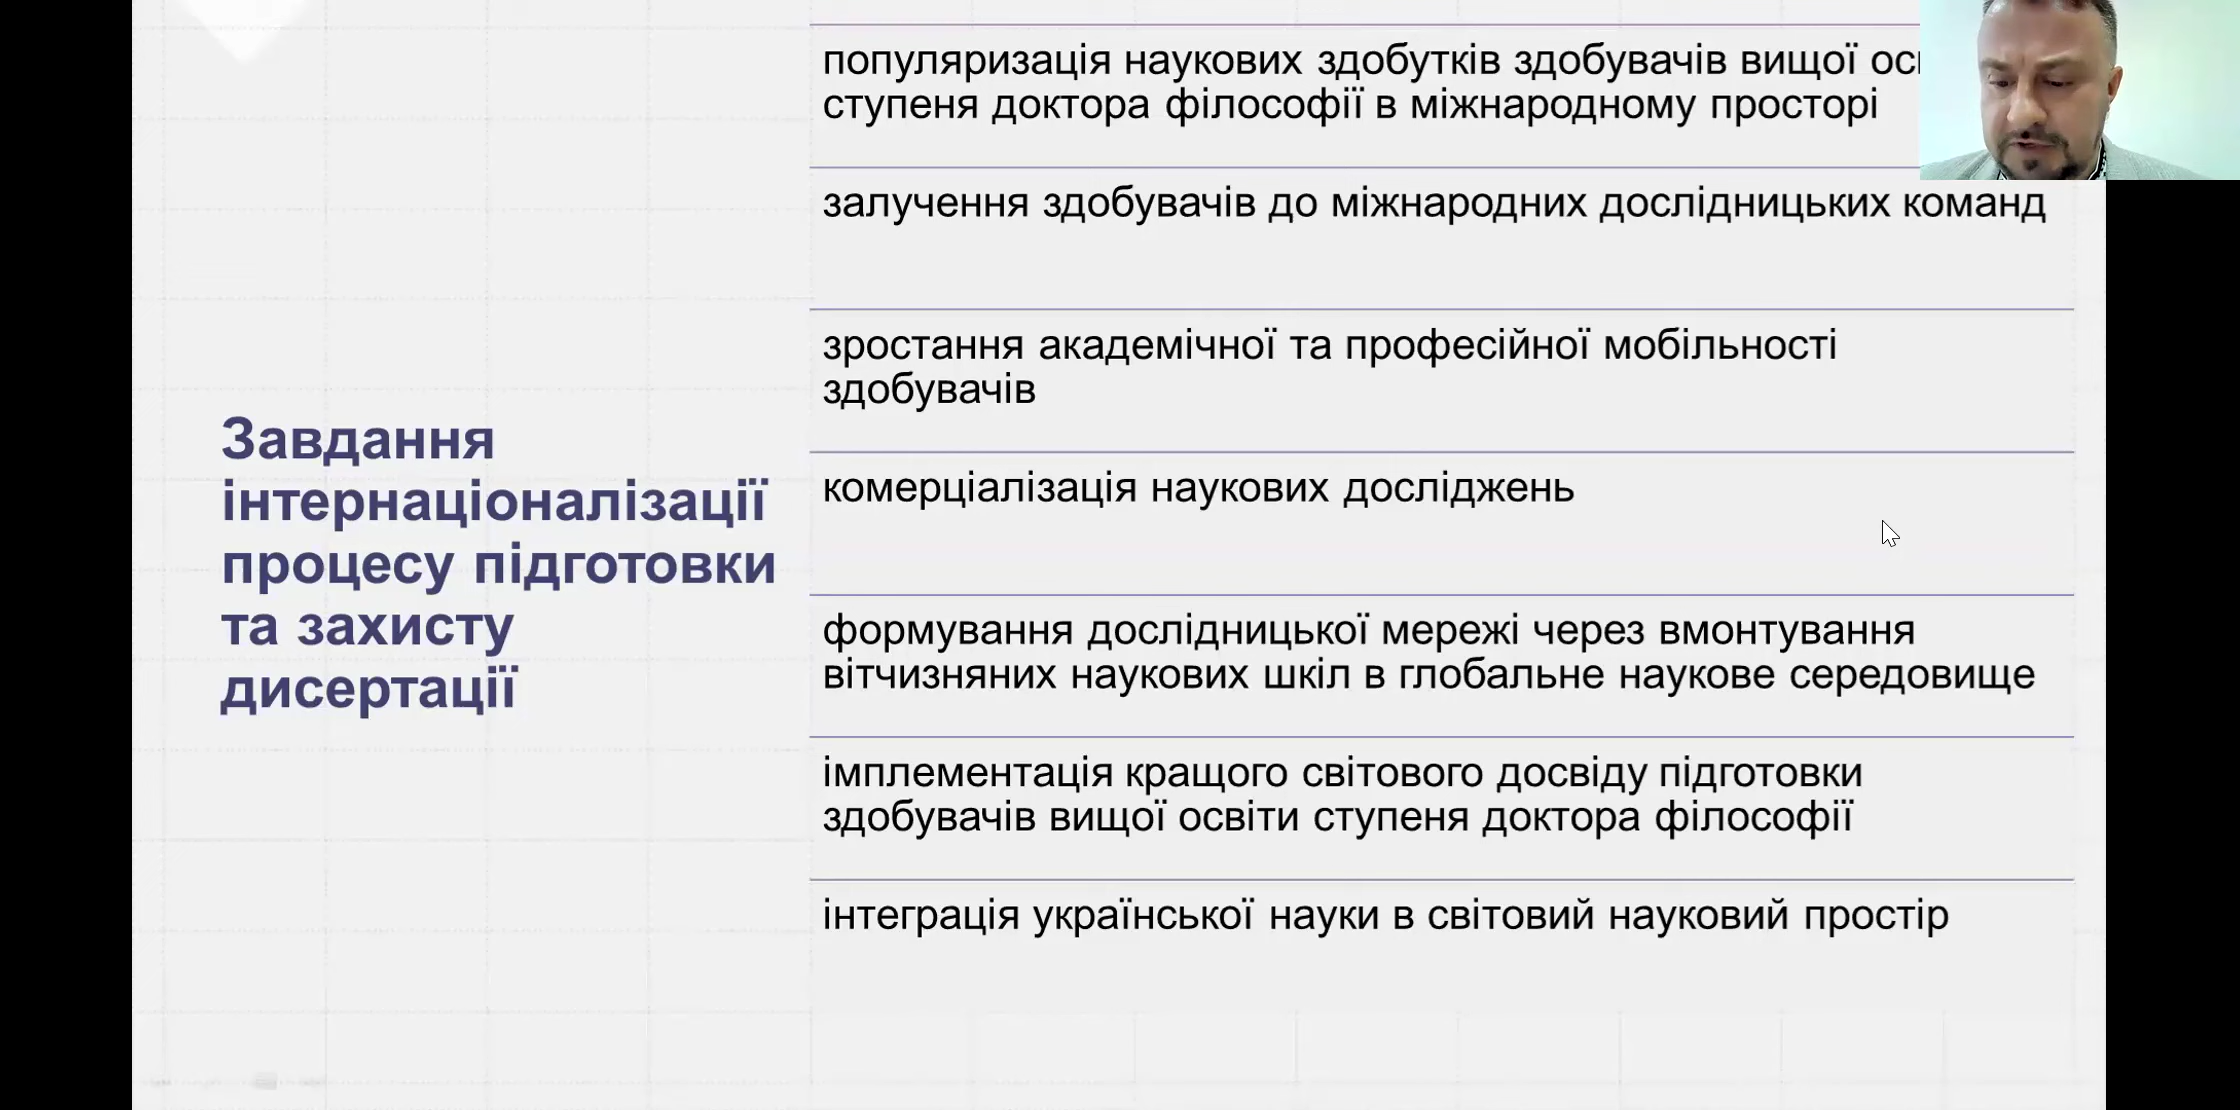 Завдання
інтернаціоналізації
процесу підготовки
та захисту
дисертації
популяризація наукових здобутків здобувачів вищої
ступеня доктора філософії в міжнародному просторі
залучення здобувачів до міжнародних дослідницьких команд
зростання академічної та професійної мобільності
здобувачів
комерціалізація наукових досліджень
формування дослідницької мережі через вмонтування
вітчизняних наукових шкіл в глобальне наукове середовище
імплементація кращого світового досвіду підготовки
здобувачів вищої освіти ступеня доктора філософії
інтеграція української науки в світовий науковий простір